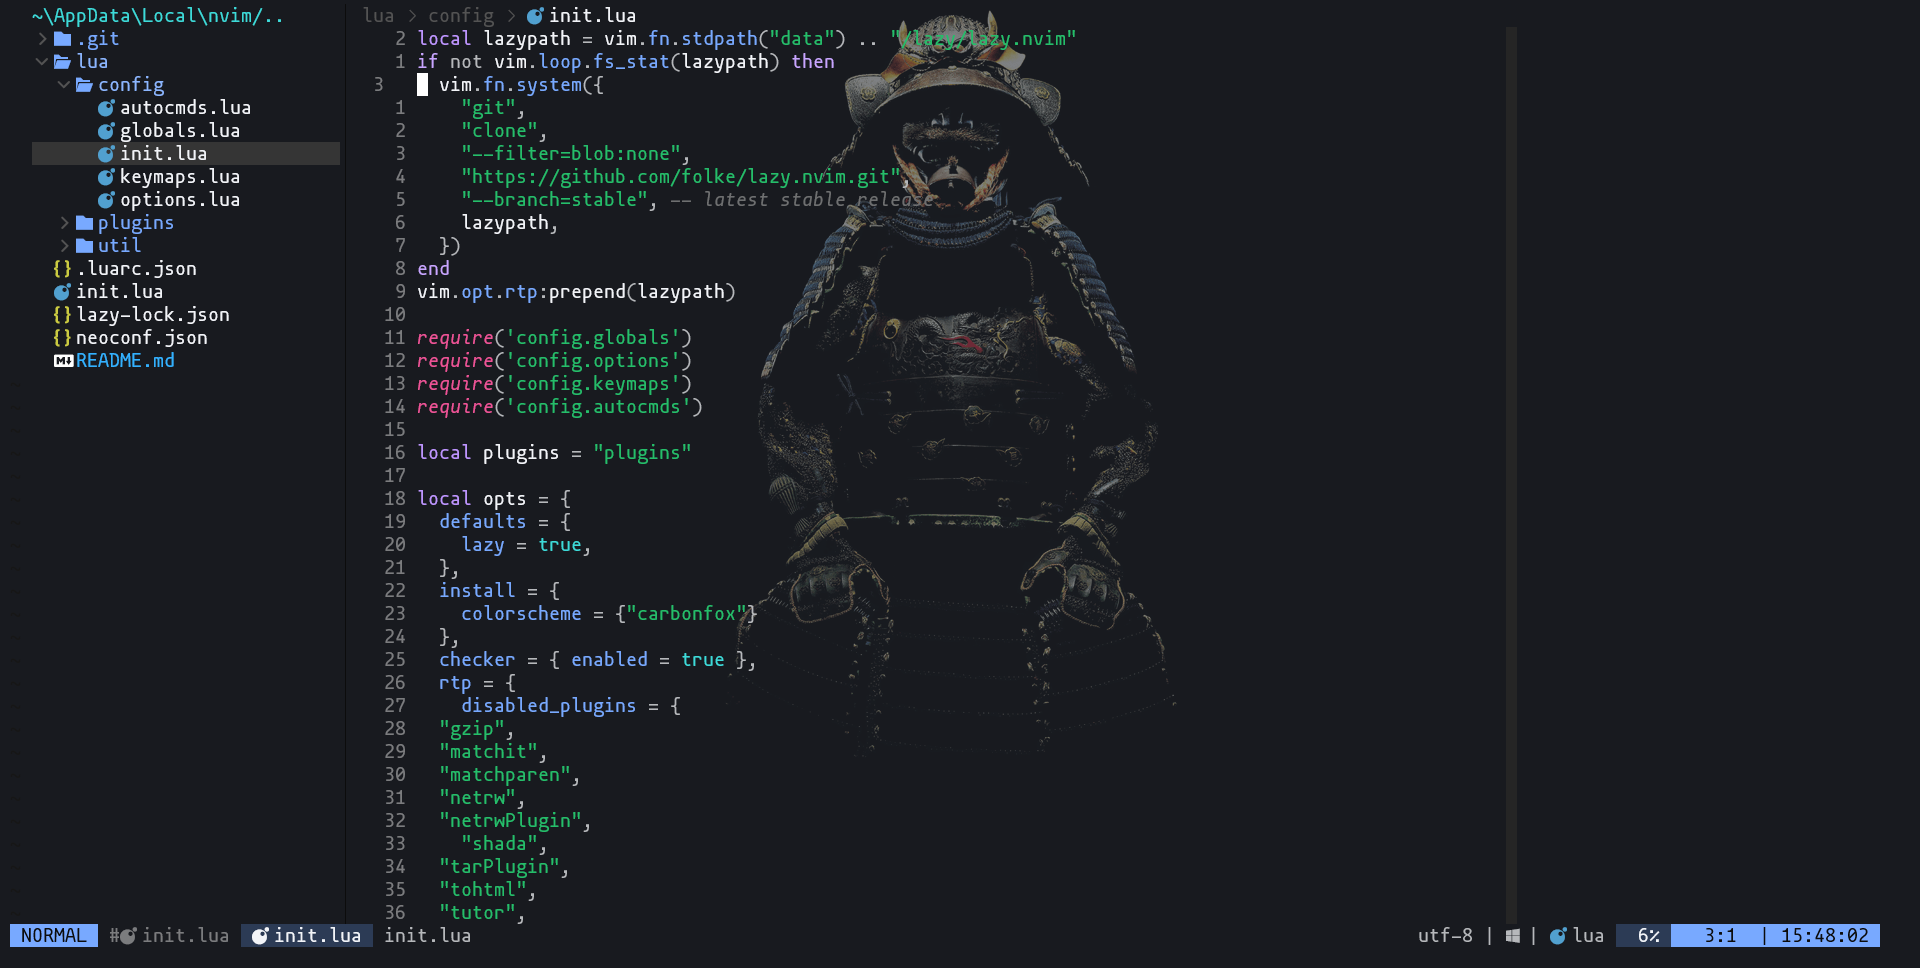 ~\AppData\Local\nvim/..
.git
lua
config
autocmds.lua
globals.lua
init.lua
keymaps.lua
options.lua
plugins
util
{} .luarc.json
init.lua
{} lazy-lock.json
{} neoconf.json
README.md
lua > config > init.lua
2 local lazypath = vim.fn.stdpath("data") .. "/lazy/lazy.nvim"
1 if not vim.loop.fs_stat(lazypath) then
3 vim.fn.system({
1 "git",
2 "clone",
3 "--filter=blob:none",
4 "https://github.com/folke/lazy.nvim.git",
5 "--branch=stable", -- latest stable release
6 lazypath,
7 })
8 end
9 vim.opt.rtp:prepend(lazypath)
10
11 require('config.globals')
12 require('config.options')
13 require('config.keymaps')
14 require('config.autocmds')
15
16 local plugins = "plugins"
17
18 local opts = {
19 defaults = {
20 lazy = true,
21 },
22 install = {
23 colorscheme = {"carbonfox"}
24 },
25 checker = { enabled = true },
26 rtp = {
27 disabled_plugins = {
28 "gzip",
29 "matchit",
30 "matchparen",
31 "netrw",
32 "netrwPlugin",
33 "shada",
34 "tarPlugin",
35 "tohtml",
36 "tutor",
NORMAL # init.lua init.lua init.lua utf-8 | | lua 6% 3:1 | 15:48:02